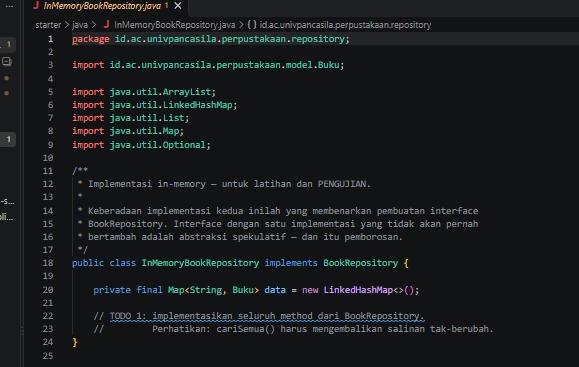 InMemoryBookRepository.java 1
starter > java > InMemoryBookRepository.java > {} id.ac.univpancasila.perpustakaan.repository
1 package id.ac.univpancasila.perpustakaan.repository;
2
3 import id.ac.univpancasila.perpustakaan.model.Buku;
4
5 import java.util.ArrayList;
6 import java.util.LinkedHashMap;
7 import java.util.List;
8 import java.util.Map;
9 import java.util.Optional;
10
11 /**
12 * Implementasi in-memory — untuk latihan dan PENGUJIAN.
13 *
14 * Keberadaan implementasi kedua inilah yang membenarkan pembuatan interface
15 * BookRepository. Interface dengan satu implementasi yang tidak akan pernah
16 * bertambah adalah abstraksi spekulatif — dan itu pemborosan.
17 */
18 public class InMemoryBookRepository implements BookRepository {
19
20 private final Map<String, Buku> data = new LinkedHashMap<>();
21
22 // TODO 1: implementasikan seluruh method dari BookRepository.
23 // Perhatikan: cariSemua() harus mengembalikan salinan tak-berubah.
24 }
25
1
1
-s...
oli...